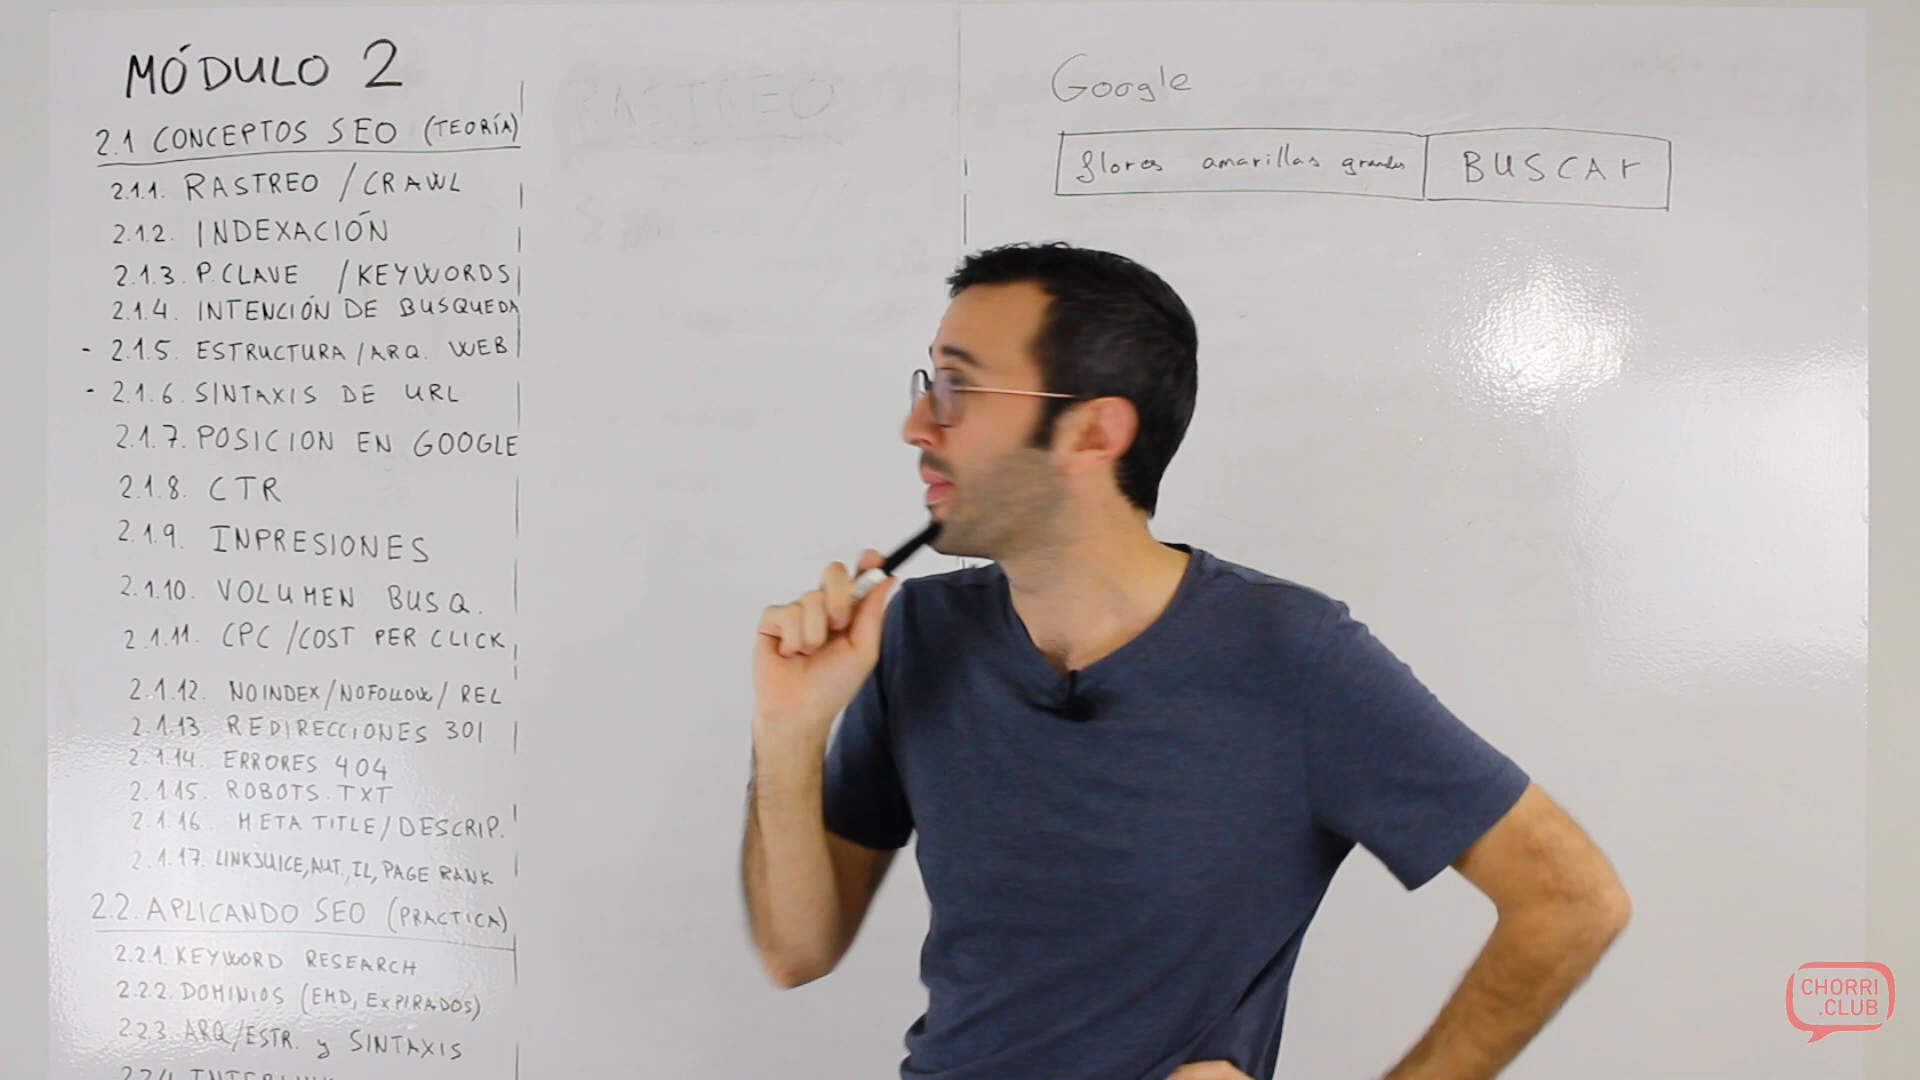 MÓDULO 2
2.1 CONCEPTOS SEO (TEORÍA)
2.1.1. RASTREO / CRAWL
2.1.2. INDEXACIÓN
2.1.3. P. CLAVE / KEYWORDS
2.1.4. INTENCIÓN DE BUSQUEDA
- 2.1.5. ESTRUCTURA / ARQ. WEB
- 2.1.6. SINTAXIS DE URL
2.1.7. POSICION EN GOOGLE
2.1.8. CTR
2.1.9. INPRESIONES
2.1.10. VOLUMEN BUSQ.
2.1.11. CPC / COST PER CLICK
2.1.12. NOINDEX / NOFOLLOW / REL
2.1.13 REDIRECCIONES 301
2.1.14. ERRORES 404
2.1.15. ROBOTS.TXT
2.1.16. META TITLE / DESCRIP.
2.1.17. LINKJUICE, AUT., IL, PAGE RANK
2.2. APLICANDO SEO (PRACTICA)
2.2.1. KEYWORD RESEARCH
2.2.2. DOMINIOS (EMD, EXPIRADOS)
2.2.3. ARQ/ESTR. y SINTAXIS
RASTREO
Google
flores amarillas grandes
BUSCAr
CHORRI
.CLUB